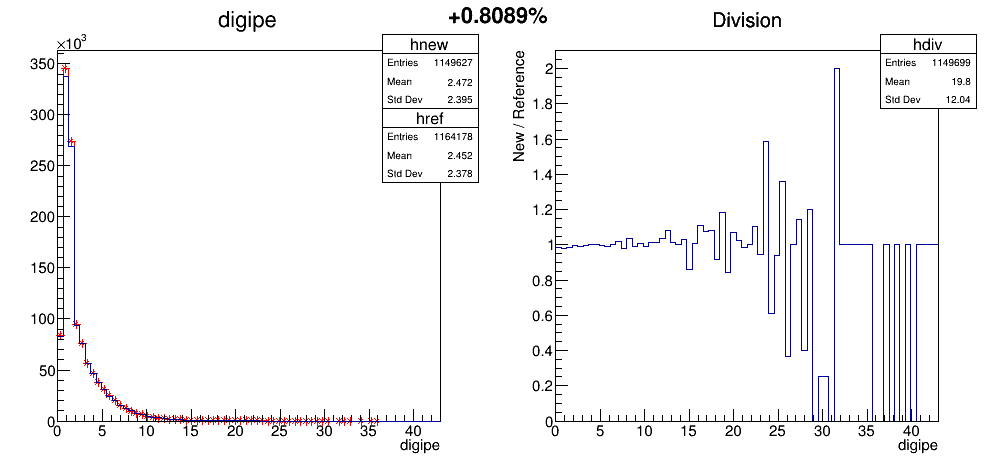 +0.8089%
digipe
×10³
hnew
Entries 1149627
Mean 2.472
Std Dev 2.395
href
Entries 1164178
Mean 2.452
Std Dev 2.378
350
300
250
200
150
100
50
0
0 5 10 15 20 25 30 35 40
digipe
Division
hdiv
Entries 1149699
Mean 19.8
Std Dev 12.04
New / Reference
2
1.8
1.6
1.4
1.2
1
0.8
0.6
0.4
0.2
0
0 5 10 15 20 25 30 35 40
digipe